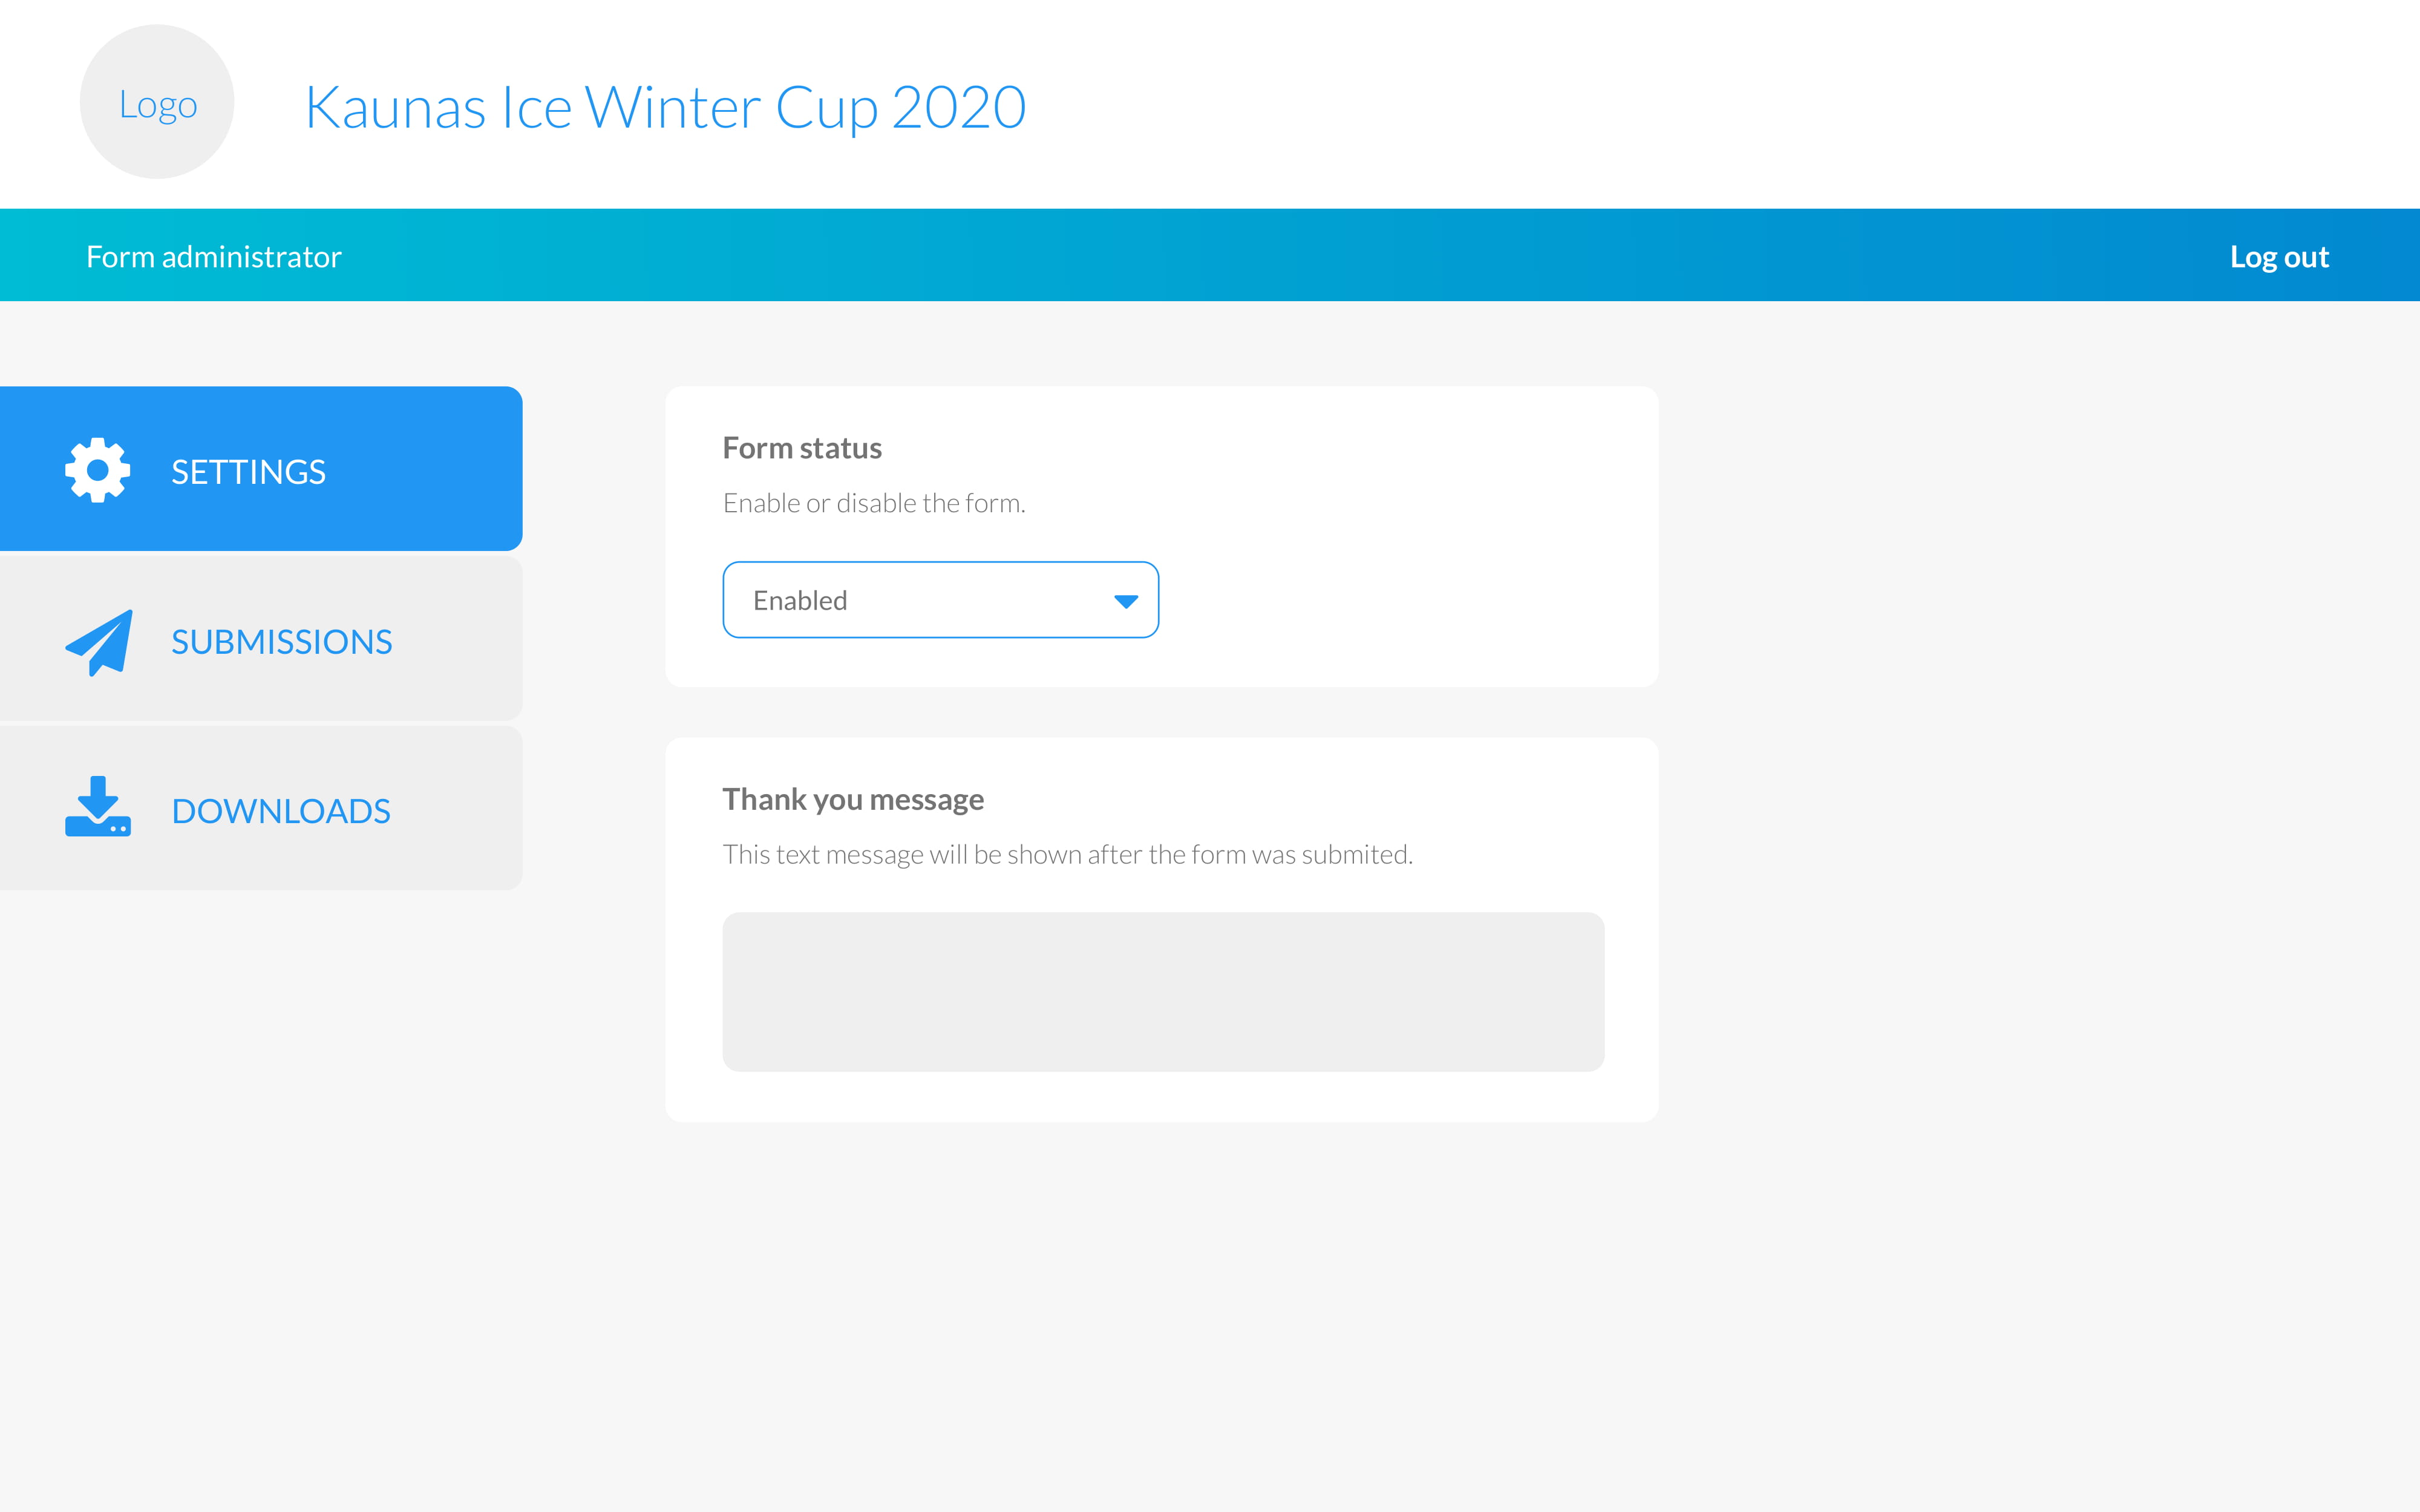 Logo
Kaunas Ice Winter Cup 2020
Form administrator
Log out
SETTINGS
SUBMISSIONS
DOWNLOADS
Form status
Enable or disable the form.
Enabled
Thank you message
This text message will be shown after the form was submited.